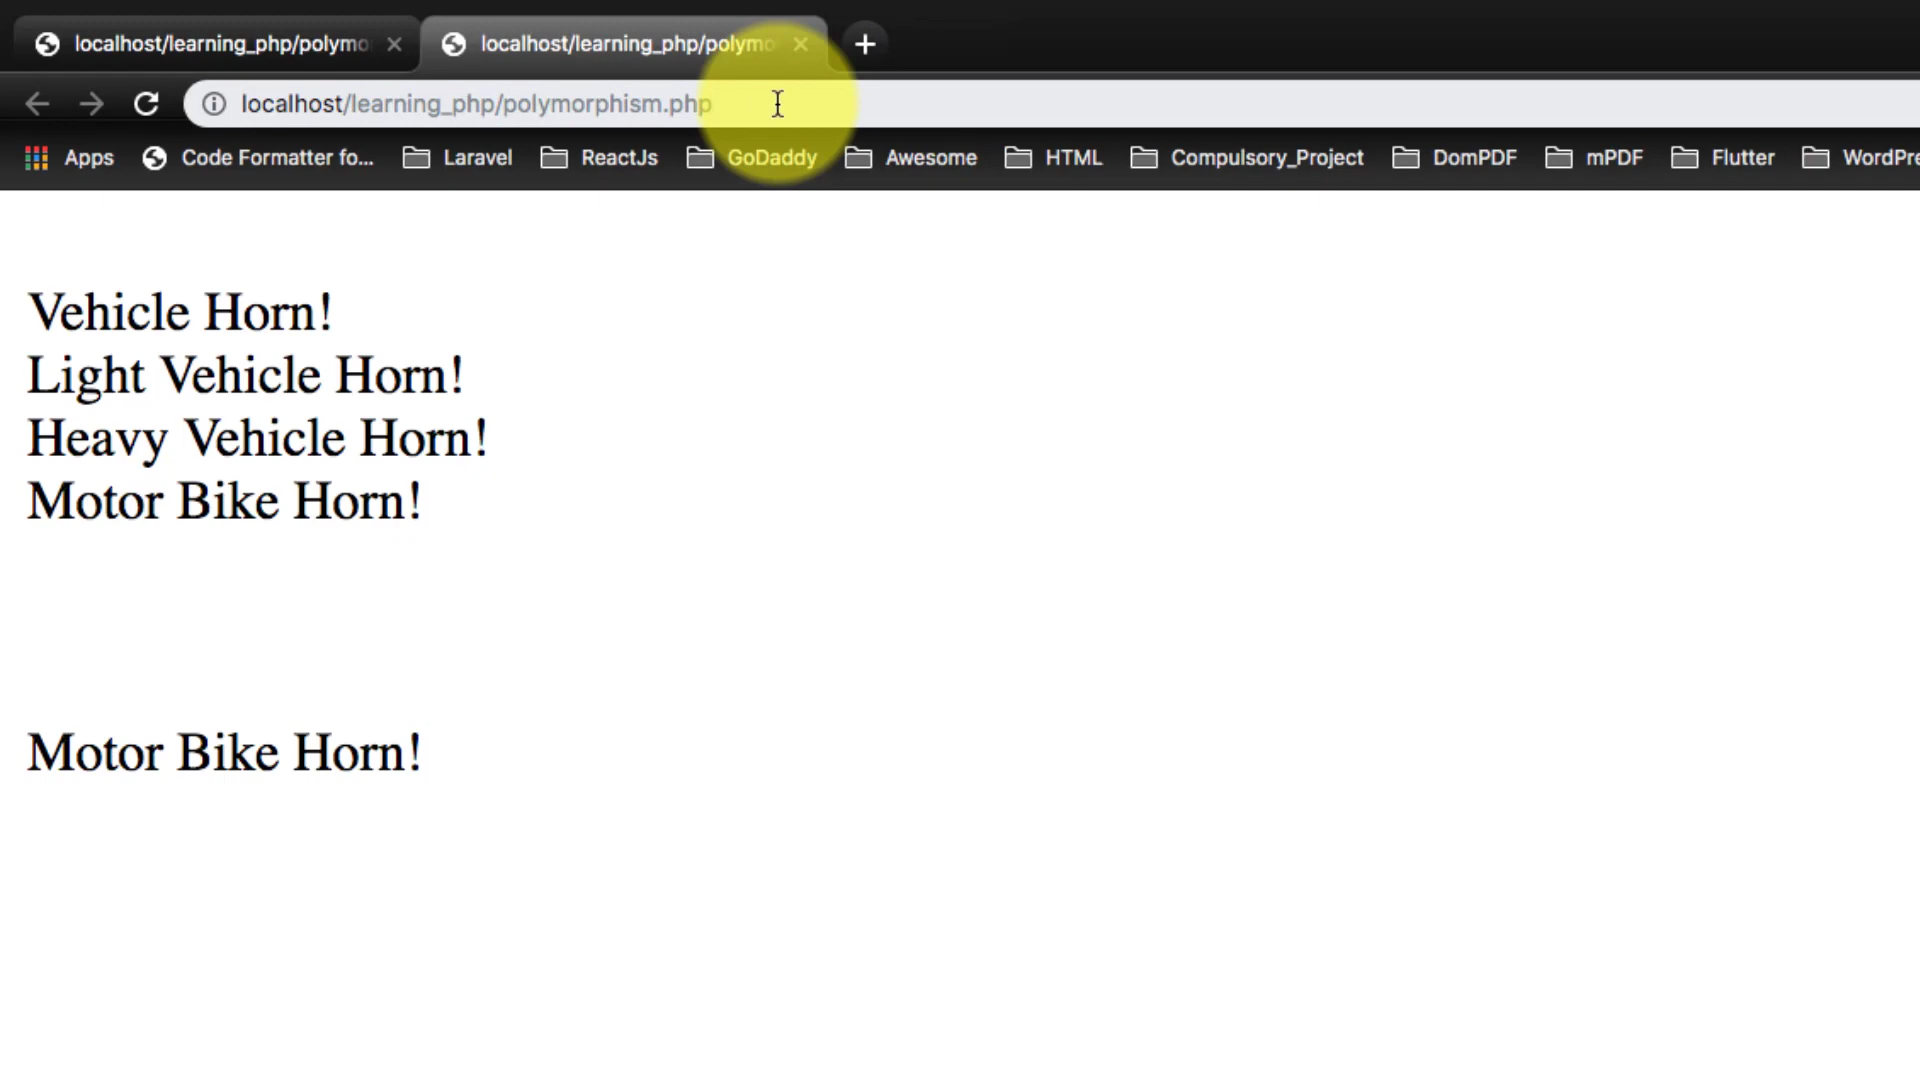 localhost/learning_php/polymo localhost/learning_php/polymo
localhost/learning_php/polymorphism.php
Apps Code Formatter fo... Laravel ReactJs GoDaddy Awesome HTML Compulsory_Project DomPDF mPDF Flutter WordPre
Vehicle Horn!
Light Vehicle Horn!
Heavy Vehicle Horn!
Motor Bike Horn!
Motor Bike Horn!